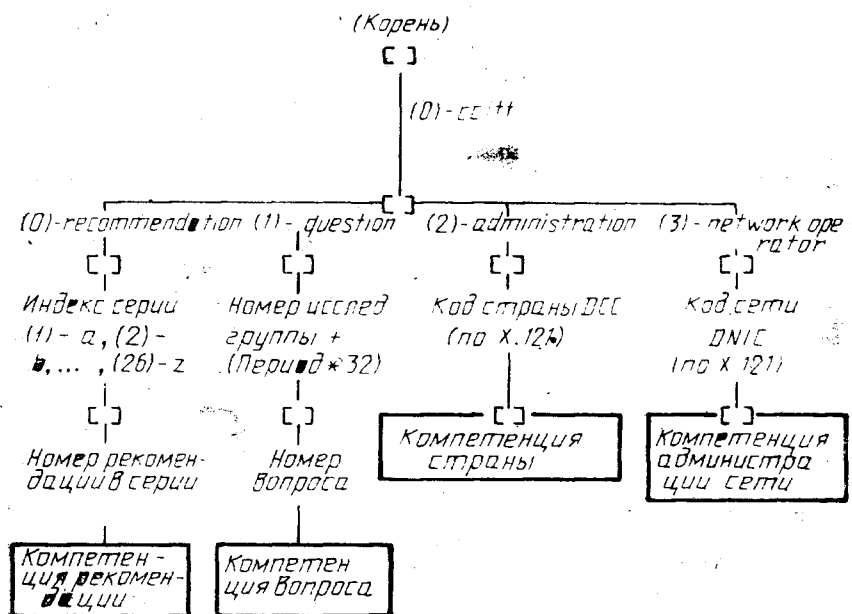 (Корень)
(0)-ccitt
(0)-recommendation (1)-question (2)-administration (3)-network ope
rator
Индекс серии
(1)-a, (2)-
b,..., (26)-z
Номер исслед
группы +
(Период*32)
Код страны DCC
(по X.121)
Код сети
DNIC
(по X 121)
Номер рекомен-
дации в серии
Номер
вопроса
Компетенция
страны
Компетенция
администра
ции сети
Компетен-
ция рекомен-
дации
Компетен
ция вопроса